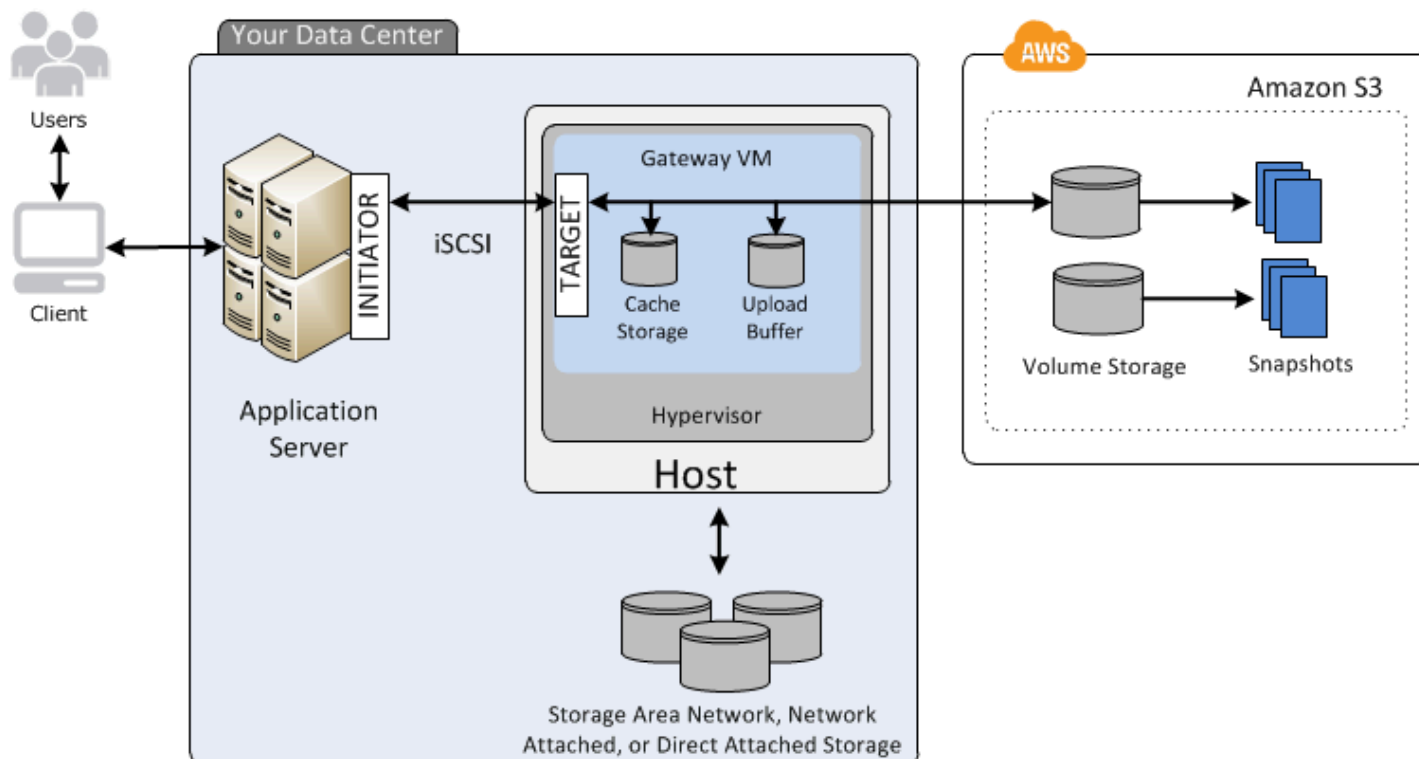 Your Data Center
AWS
Users
Amazon S3
Gateway VM
INITIATOR
TARGET
iSCSI
Client
Cache
Storage
Upload
Buffer
Volume Storage
Snapshots
Application
Server
Hypervisor
Host
Storage Area Network, Network
Attached, or Direct Attached Storage